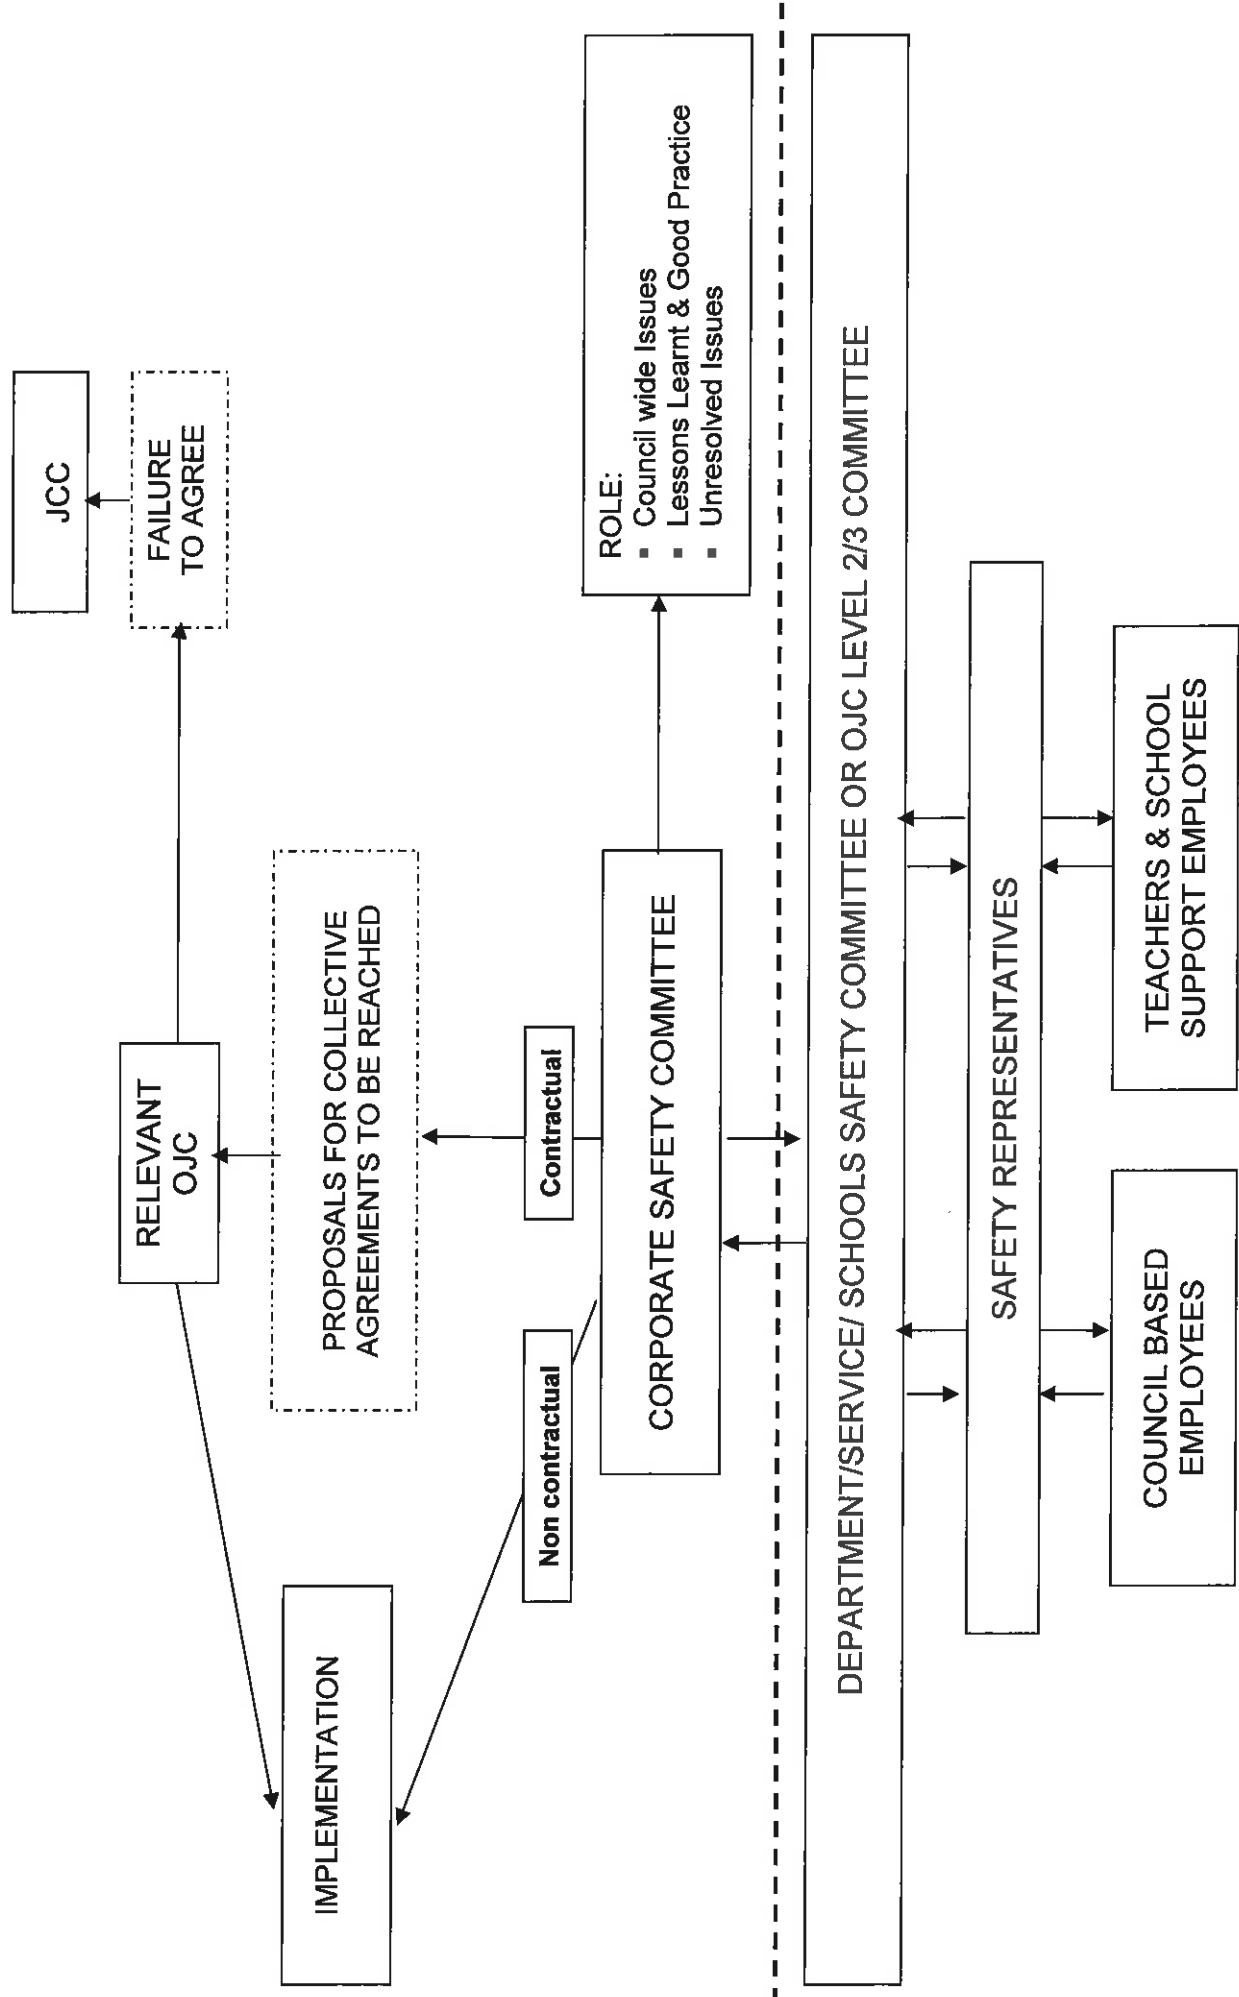 JCC
FAILURE
TO AGREE
RELEVANT
OJC
PROPOSALS FOR COLLECTIVE
AGREEMENTS TO BE REACHED
IMPLEMENTATION
Non contractual
Contractual
CORPORATE SAFETY COMMITTEE
ROLE:
▪ Council wide Issues
▪ Lessons Learnt & Good Practice
▪ Unresolved Issues
DEPARTMENT/SERVICE/ SCHOOLS SAFETY COMMITTEE OR OJC LEVEL 2/3 COMMITTEE
SAFETY REPRESENTATIVES
COUNCIL BASED
EMPLOYEES
TEACHERS & SCHOOL
SUPPORT EMPLOYEES